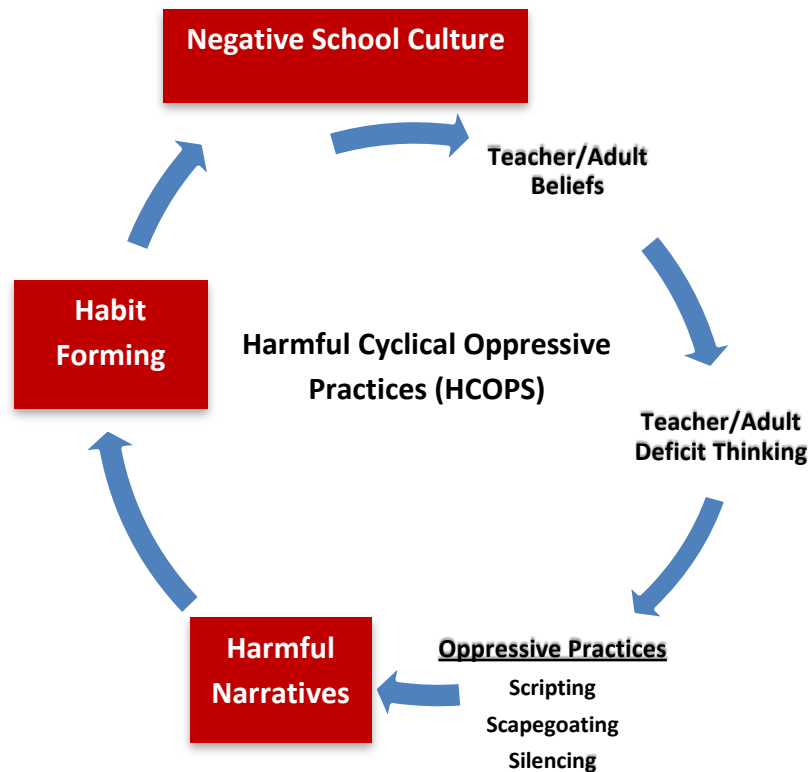 Negative School Culture
Teacher/Adult
Beliefs
Habit
Forming
Harmful Cyclical Oppressive
Practices (HCOPS)
Teacher/Adult
Deficit Thinking
Harmful
Narratives
Oppressive Practices
Scripting
Scapegoating
Silencing